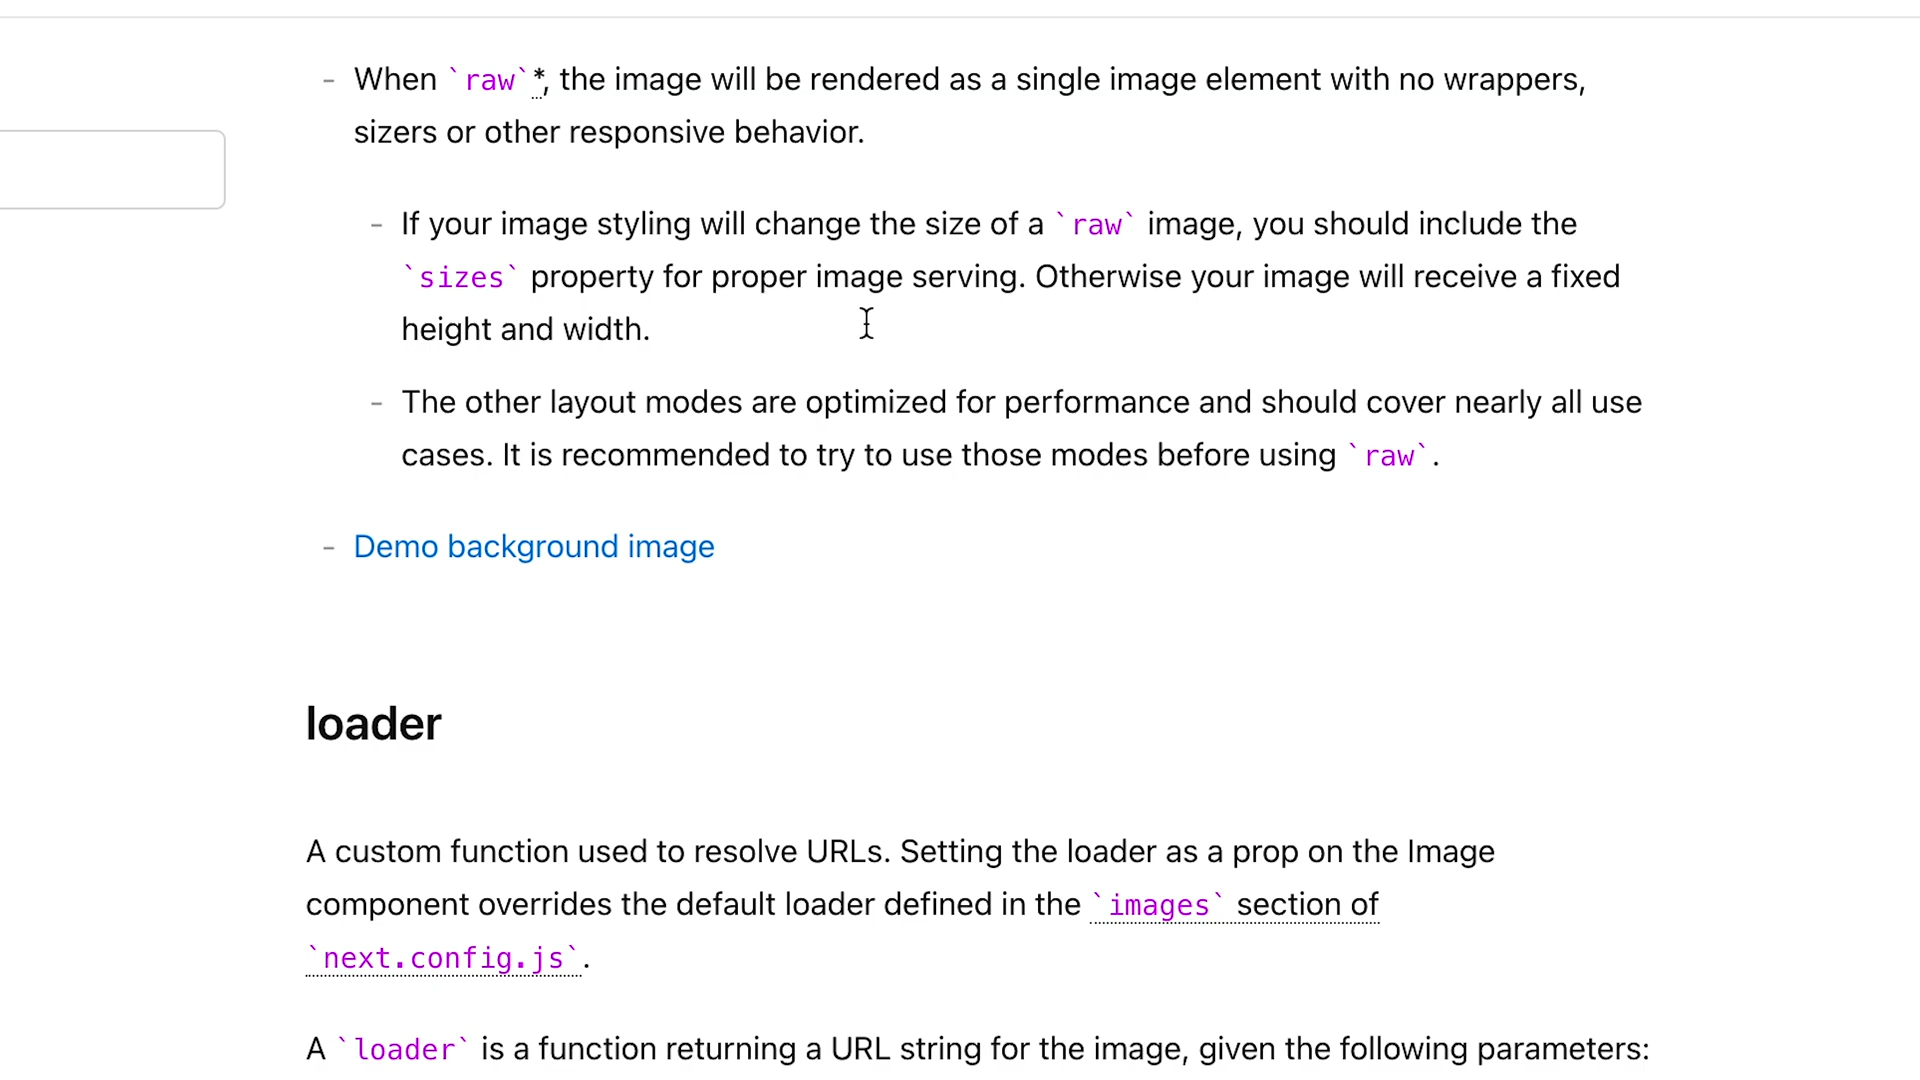 - When `raw`*, the image will be rendered as a single image element with no wrappers,
sizers or other responsive behavior.
- If your image styling will change the size of a `raw` image, you should include the
`sizes` property for proper image serving. Otherwise your image will receive a fixed
height and width.
- The other layout modes are optimized for performance and should cover nearly all use
cases. It is recommended to try to use those modes before using `raw`.
- Demo background image
loader
A custom function used to resolve URLs. Setting the loader as a prop on the Image
component overrides the default loader defined in the `images` section of
`next.config.js`.
A `loader` is a function returning a URL string for the image, given the following parameters: